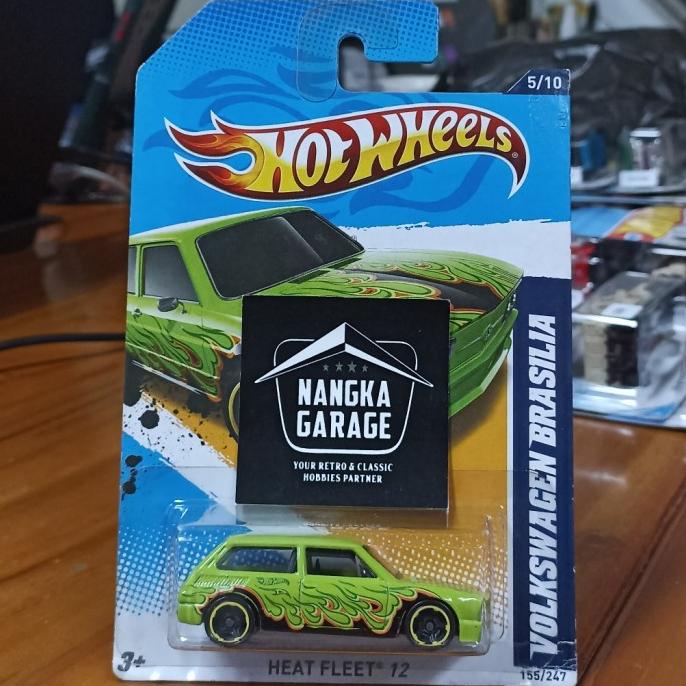 5/10
HOT WHEELS
NANGKA
GARAGE
YOUR RETRO & CLASSIC
HOBBIES PARTNER
VOLKSWAGEN BRASILIA
3+
HEAT FLEET® 12
155/247